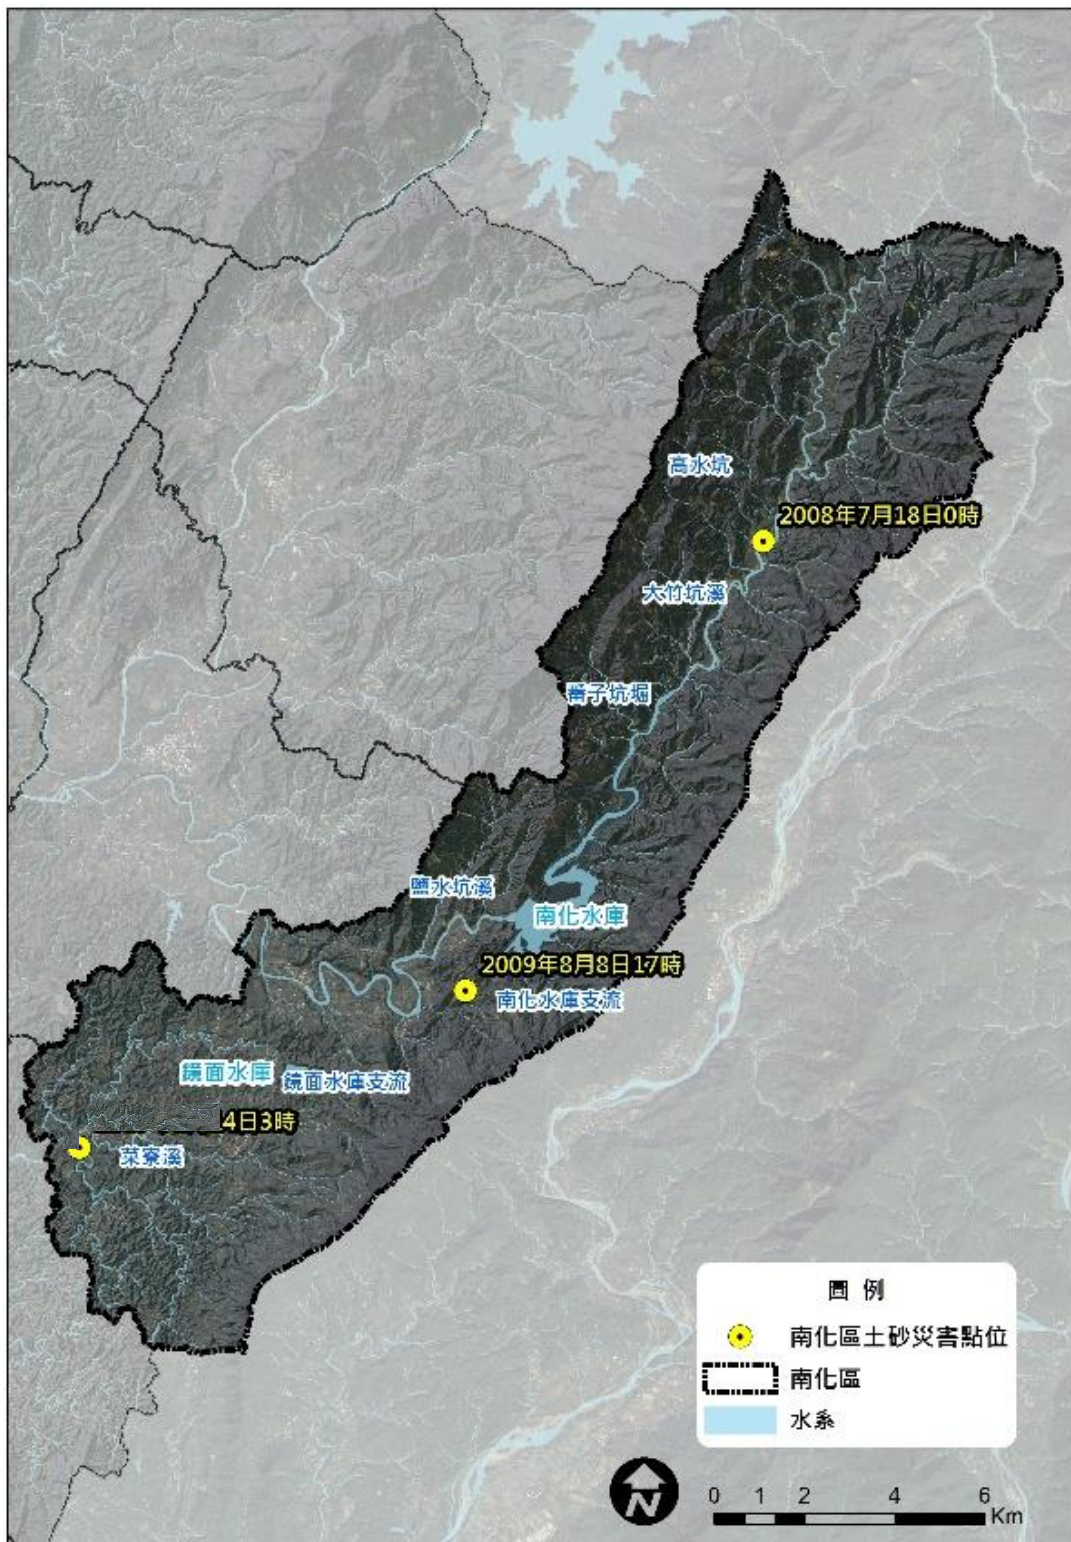 高水坑
2008年7月18日0時
大竹坑溪
番子坑堀
鹽水坑溪
南化水庫
2009年8月8日17時
南化水庫支流
鏡面水庫
鏡面水庫支流
4日3時
菜寮溪
圖 例
南化區土砂災害點位
南化區
水系
N
0 1 2 4 6
Km